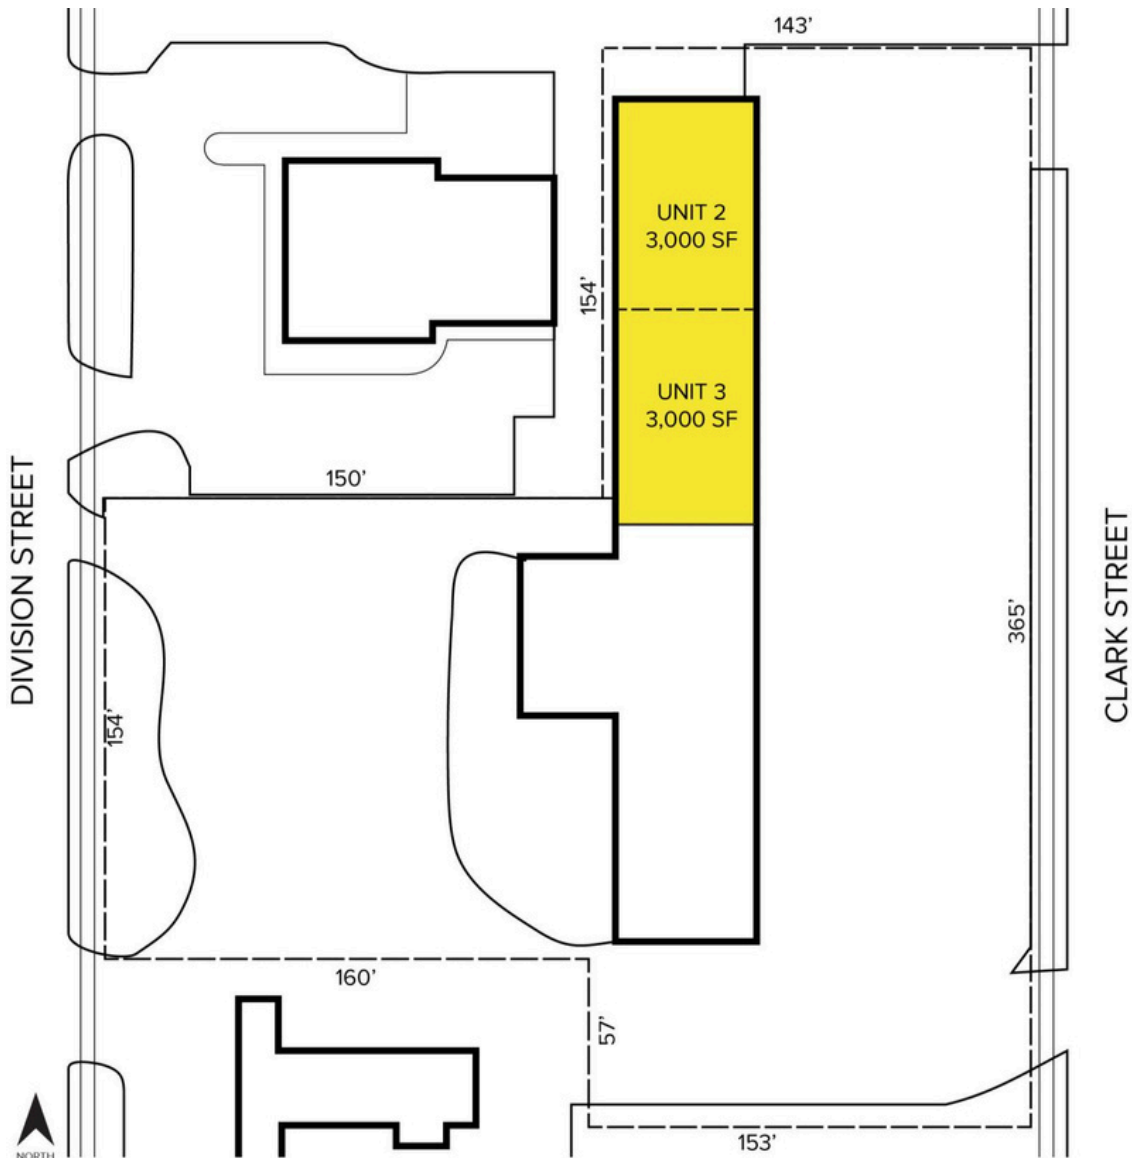 143'
UNIT 2
3,000 SF
154'
UNIT 3
3,000 SF
150'
DIVISION STREET
CLARK STREET
365'
154'
160'
57'
153'
NORTH